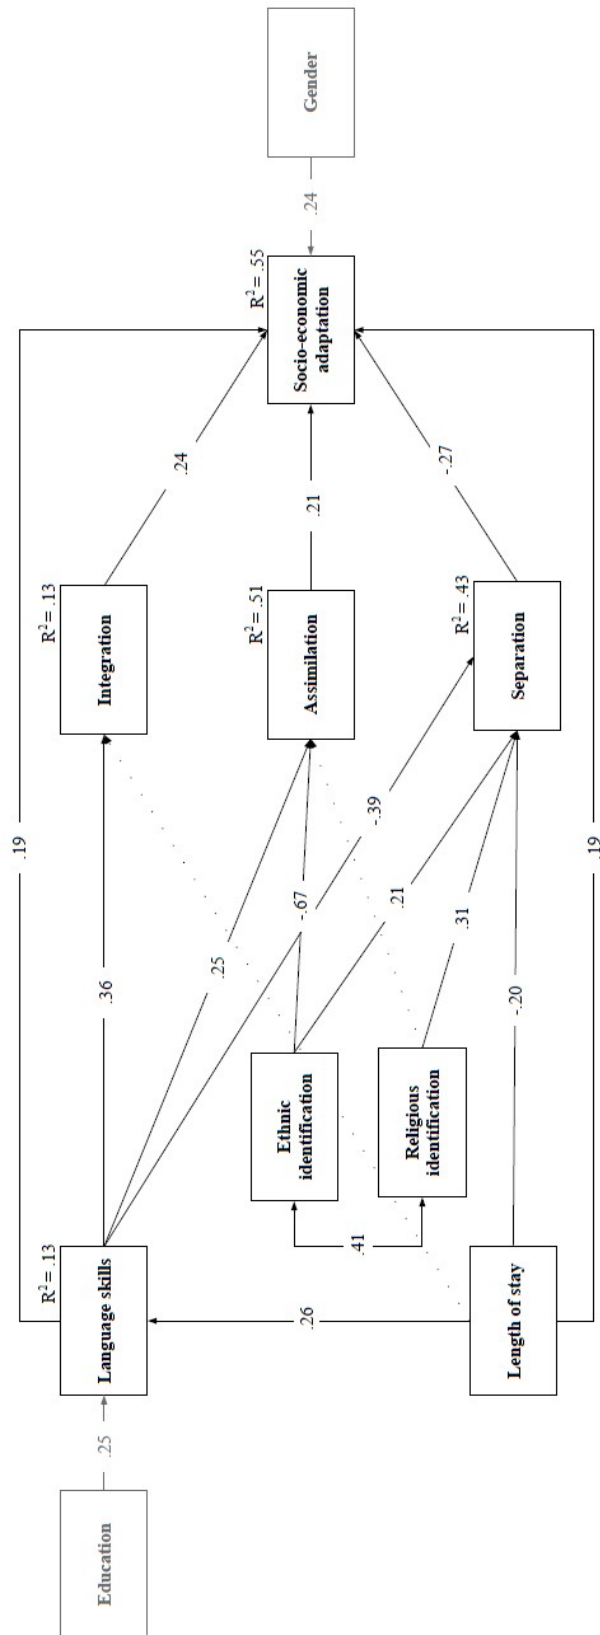 .19
R² = .13
R² = .13
Education
.25
Language skills
.36
Integration
.24
.25
R² = .51
R² = .55
Ethnic
identification
-.67
Assimilation
.21
Socio-economic
adaptation
.24
Gender
.26
.41
-.39
.21
Religious
identification
.31
R² = .43
-.27
Length of stay
-.20
Separation
.19